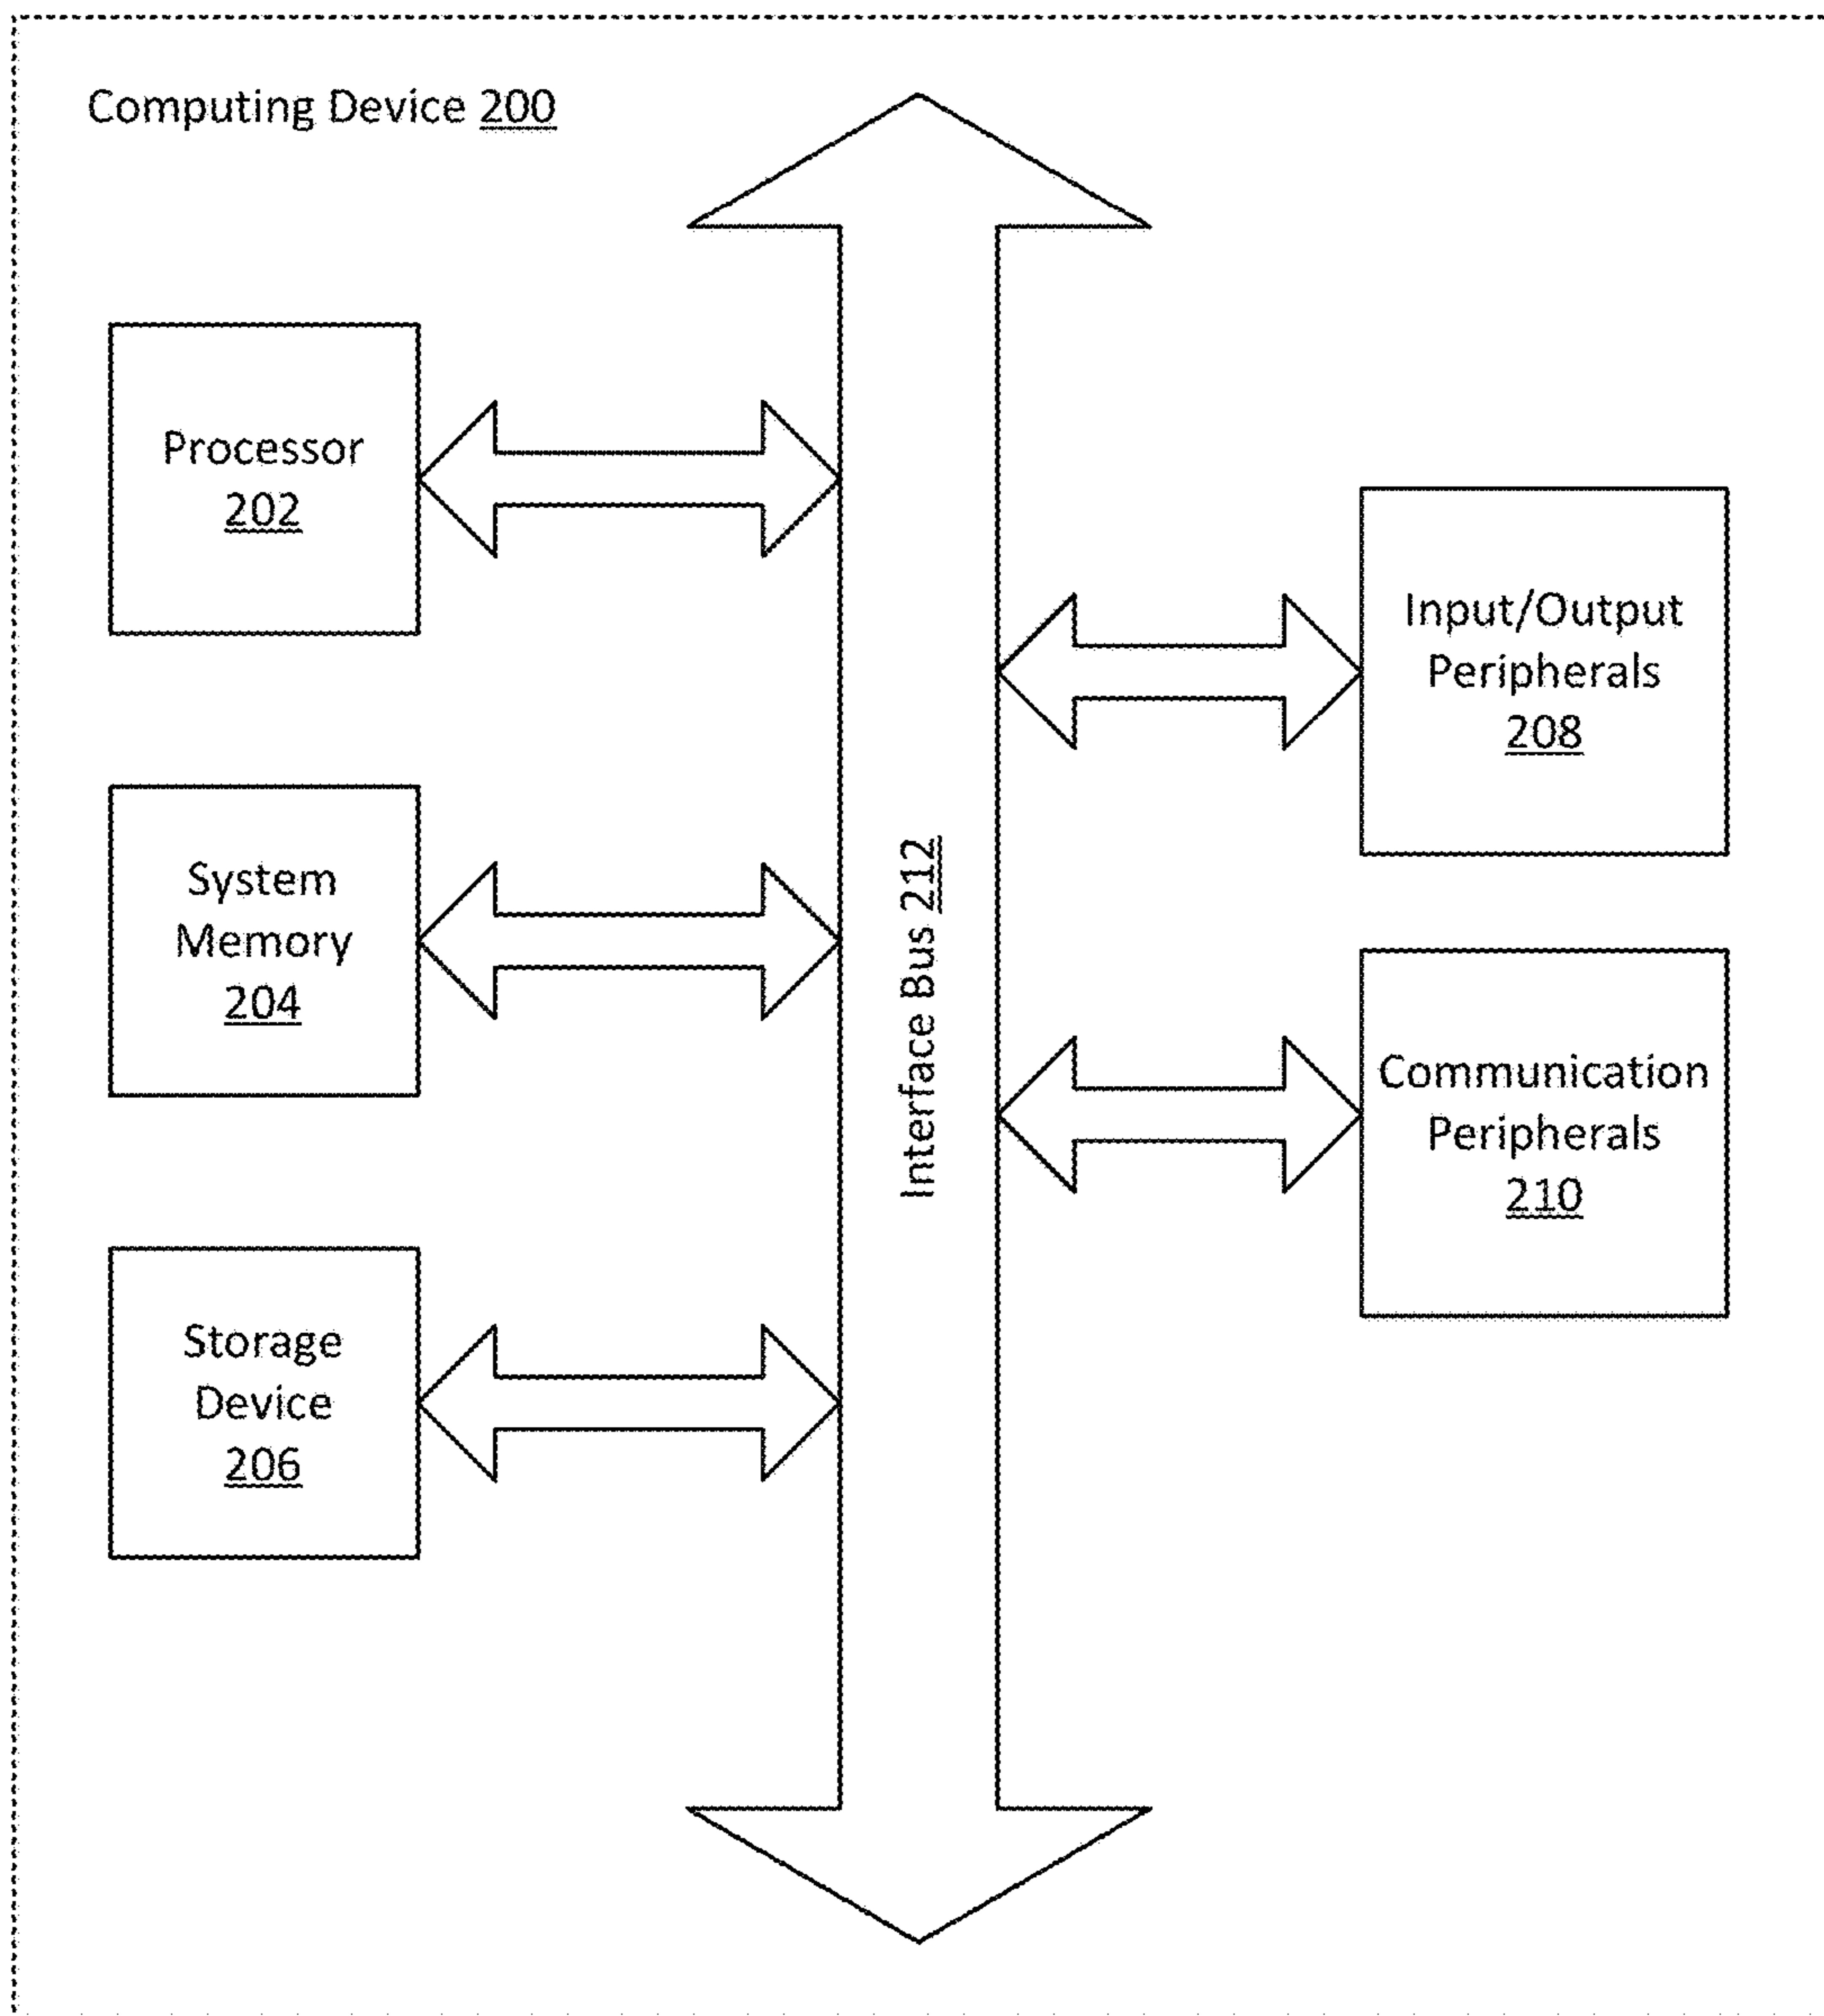 Computing Device 200
Processor
202
System
Memory
204
Storage
Device
206
Interface Bus 212
Input/Output
Peripherals
208
Communication
Peripherals
210